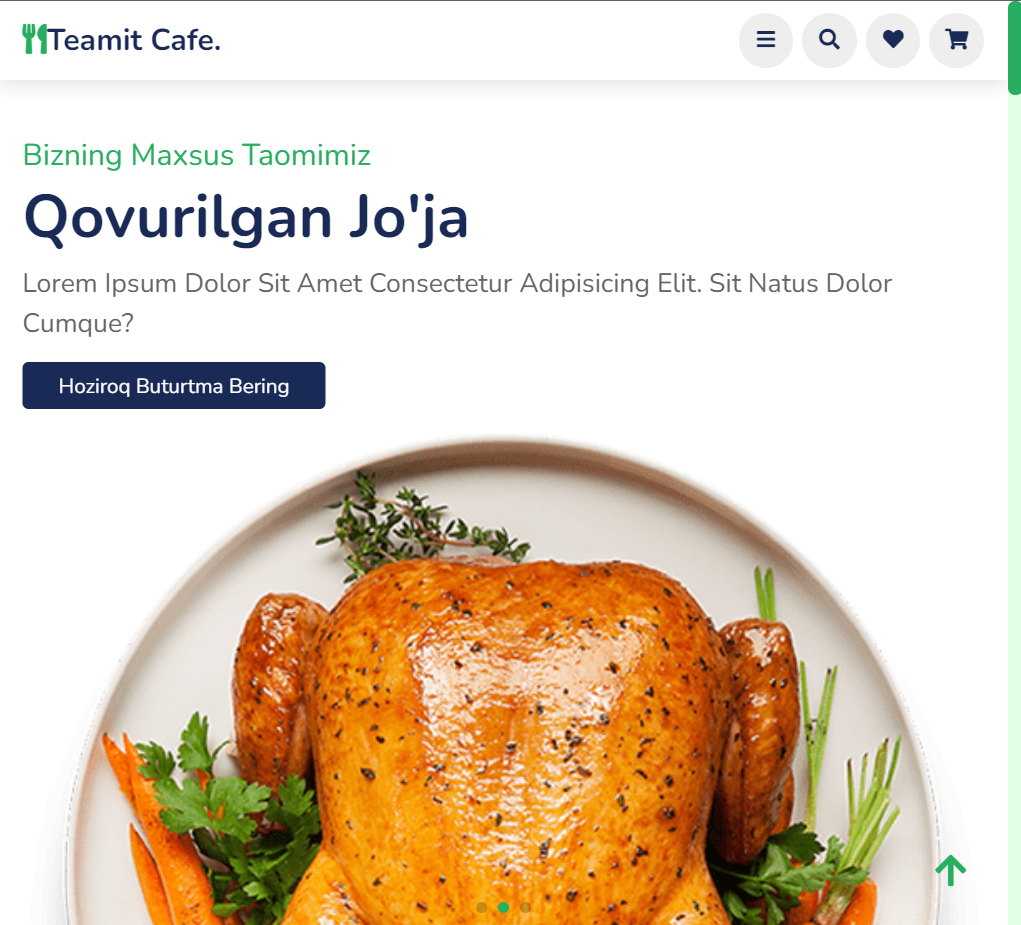 Teamit Cafe.
Bizning Maxsus Taomimiz
Qovurilgan Jo'ja
Lorem Ipsum Dolor Sit Amet Consectetur Adipisicing Elit. Sit Natus Dolor
Cumque?
Hoziroq Buturtma Bering